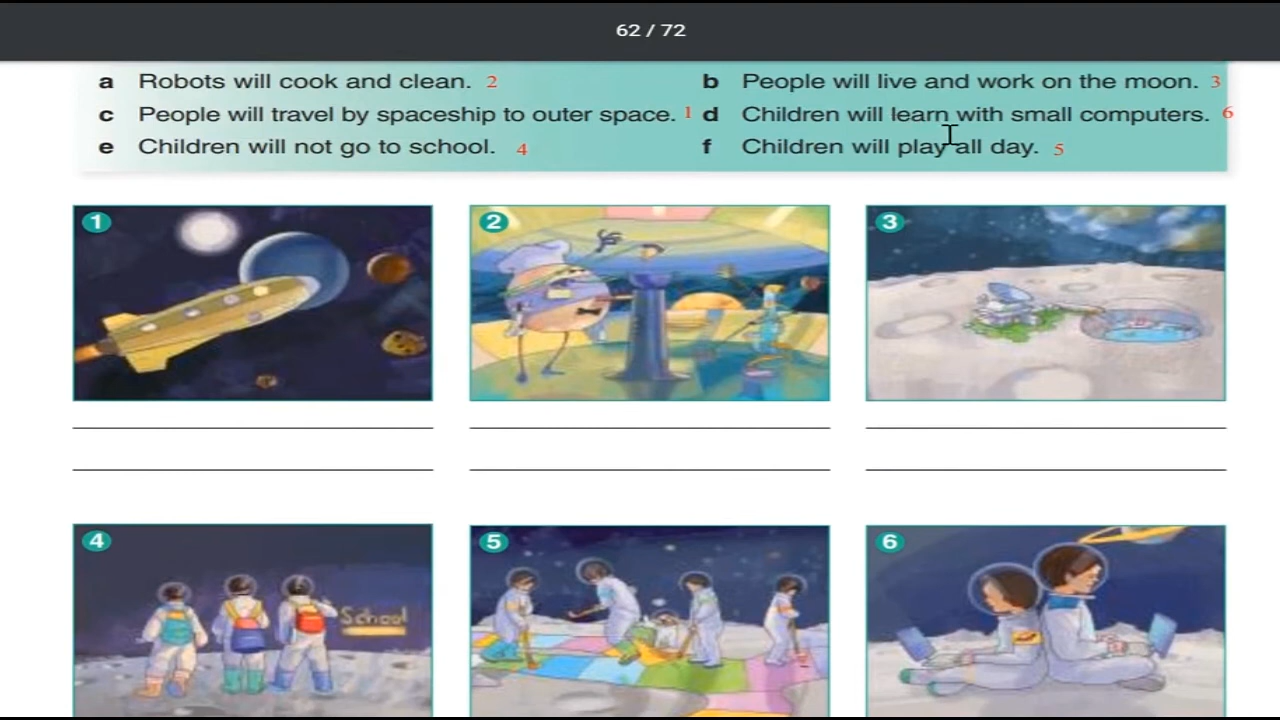 62 / 72
a Robots will cook and clean. 2
b People will live and work on the moon. 3
c People will travel by spaceship to outer space. 1
d Children will learn with small computers. 6
e Children will not go to school. 4
f Children will play all day. 5
1
2
3
4
School
5
6